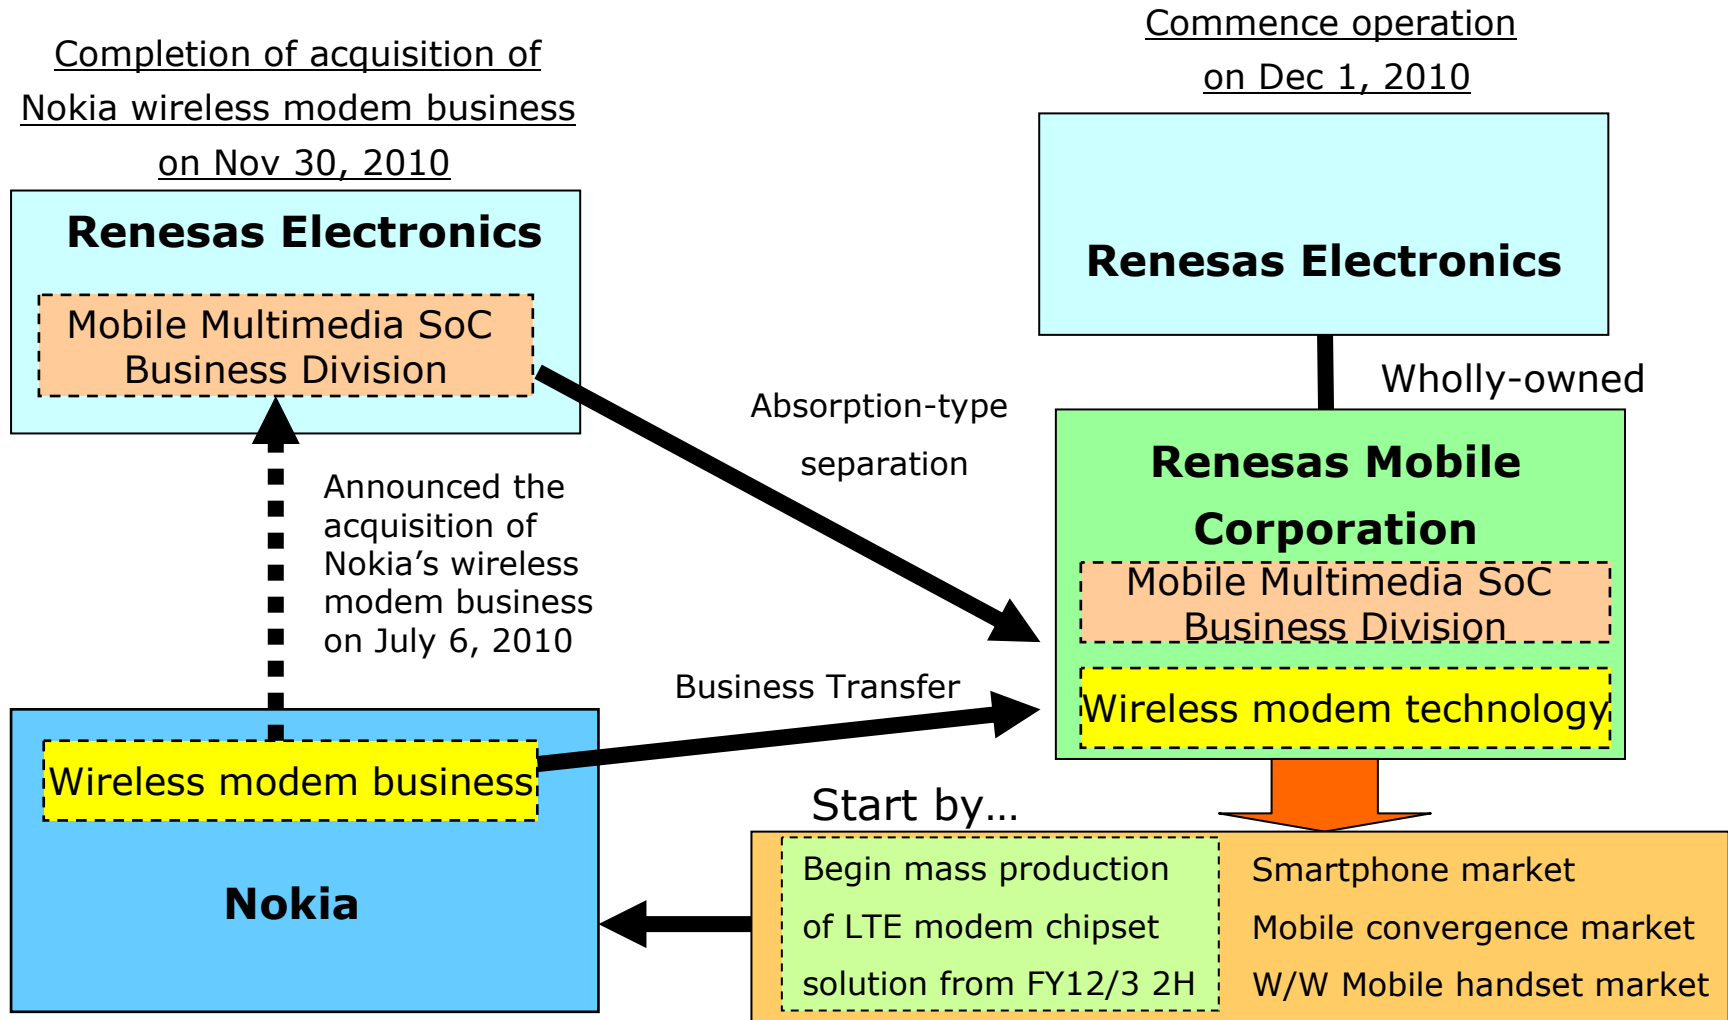 Completion of acquisition of
Nokia wireless modem business
on Nov 30, 2010
Renesas Electronics
Mobile Multimedia SoC
Business Division
Announced the
acquisition of
Nokia’s wireless
modem business
on July 6, 2010
Wireless modem business
Nokia
Absorption-type
separation
Business Transfer
Commence operation
on Dec 1, 2010
Renesas Electronics
Wholly-owned
Renesas Mobile
Corporation
Mobile Multimedia SoC
Business Division
Wireless modem technology
Start by…
Begin mass production
of LTE modem chipset
solution from FY12/3 2H
Smartphone market
Mobile convergence market
W/W Mobile handset market